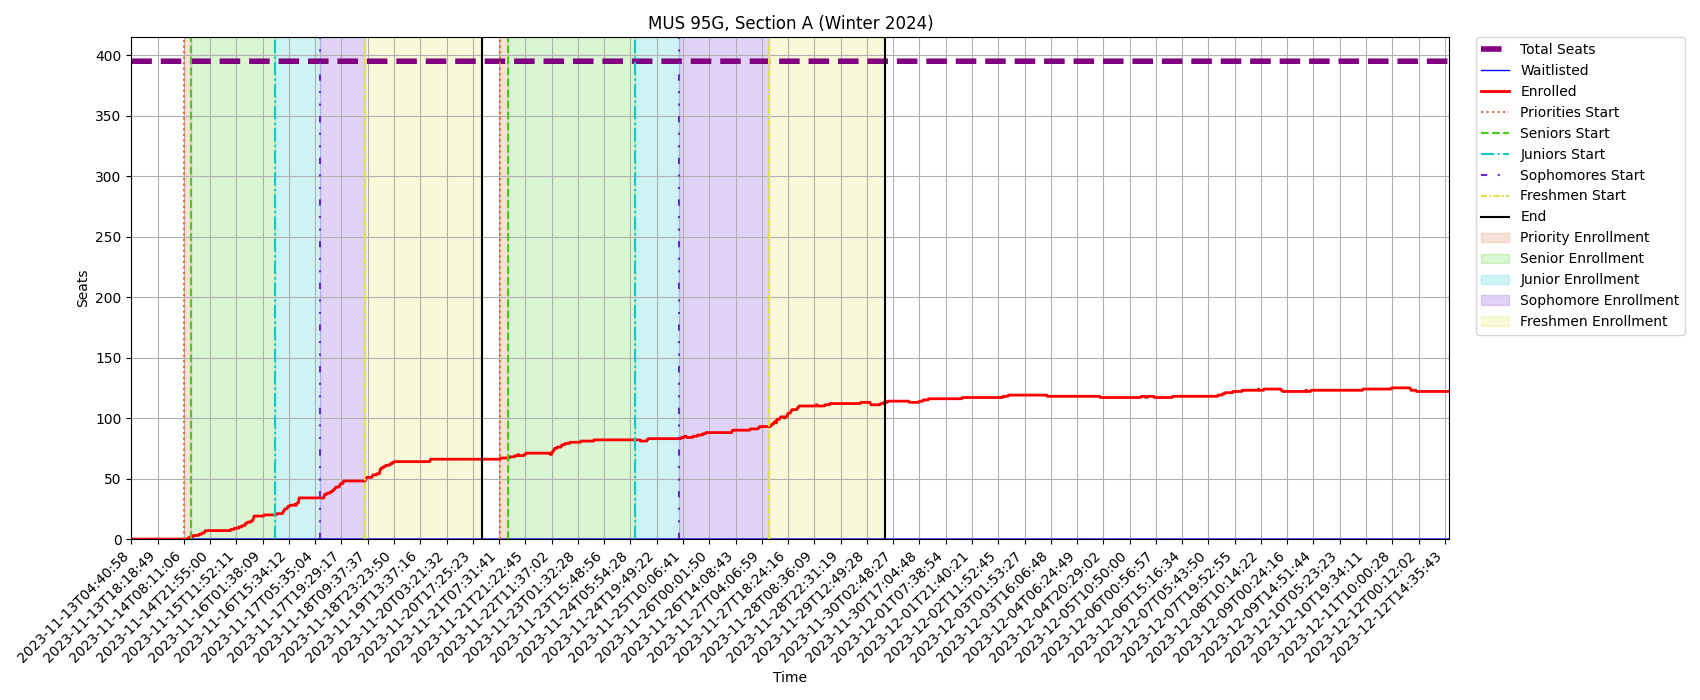 MUS 95G, Section A (Winter 2024)
400
350
300
250
200
150
100
50
0
Seats
2023-11-13T04:40:58
2023-11-13T18:18:49
2023-11-14T08:11:06
2023-11-14T21:55:00
2023-11-15T11:52:11
2023-11-16T01:38:09
2023-11-16T15:34:12
2023-11-17T05:35:04
2023-11-17T19:29:17
2023-11-18T09:37:37
2023-11-18T23:23:50
2023-11-19T13:37:16
2023-11-20T03:21:32
2023-11-20T17:25:23
2023-11-21T07:31:41
2023-11-21T21:22:45
2023-11-22T11:37:02
2023-11-23T01:32:28
2023-11-23T15:48:56
2023-11-24T05:54:28
2023-11-24T19:49:22
2023-11-25T10:06:41
2023-11-26T00:01:50
2023-11-26T14:08:43
2023-11-27T04:06:59
2023-11-27T18:24:16
2023-11-28T08:36:09
2023-11-28T22:31:19
2023-11-29T12:49:28
2023-11-30T02:48:27
2023-11-30T17:04:48
2023-12-01T07:38:54
2023-12-01T21:40:21
2023-12-02T11:52:45
2023-12-03T01:53:27
2023-12-03T16:06:48
2023-12-04T06:24:49
2023-12-04T20:29:02
2023-12-05T10:50:00
2023-12-06T00:56:57
2023-12-06T15:16:34
2023-12-07T05:43:50
2023-12-07T19:52:55
2023-12-08T10:14:22
2023-12-09T00:24:16
2023-12-09T14:51:44
2023-12-10T05:23:23
2023-12-10T19:34:11
2023-12-11T10:00:28
2023-12-12T00:12:02
2023-12-12T14:35:43
Time
Total Seats
Waitlisted
Enrolled
Priorities Start
Seniors Start
Juniors Start
Sophomores Start
Freshmen Start
End
Priority Enrollment
Senior Enrollment
Junior Enrollment
Sophomore Enrollment
Freshmen Enrollment